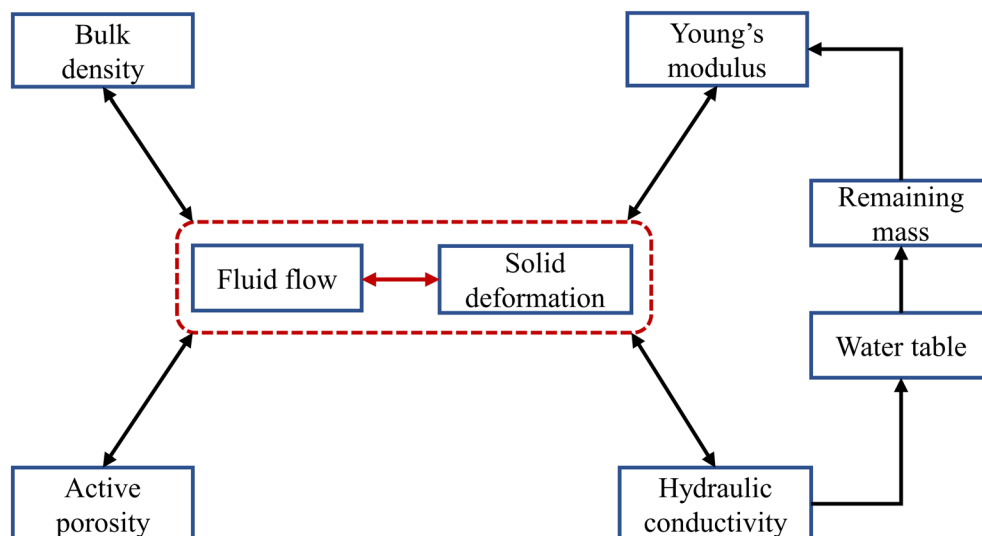 Bulk
density
Young's
modulus
Remaining
mass
Fluid flow
Solid
deformation
Water table
Active
porosity
Hydraulic
conductivity